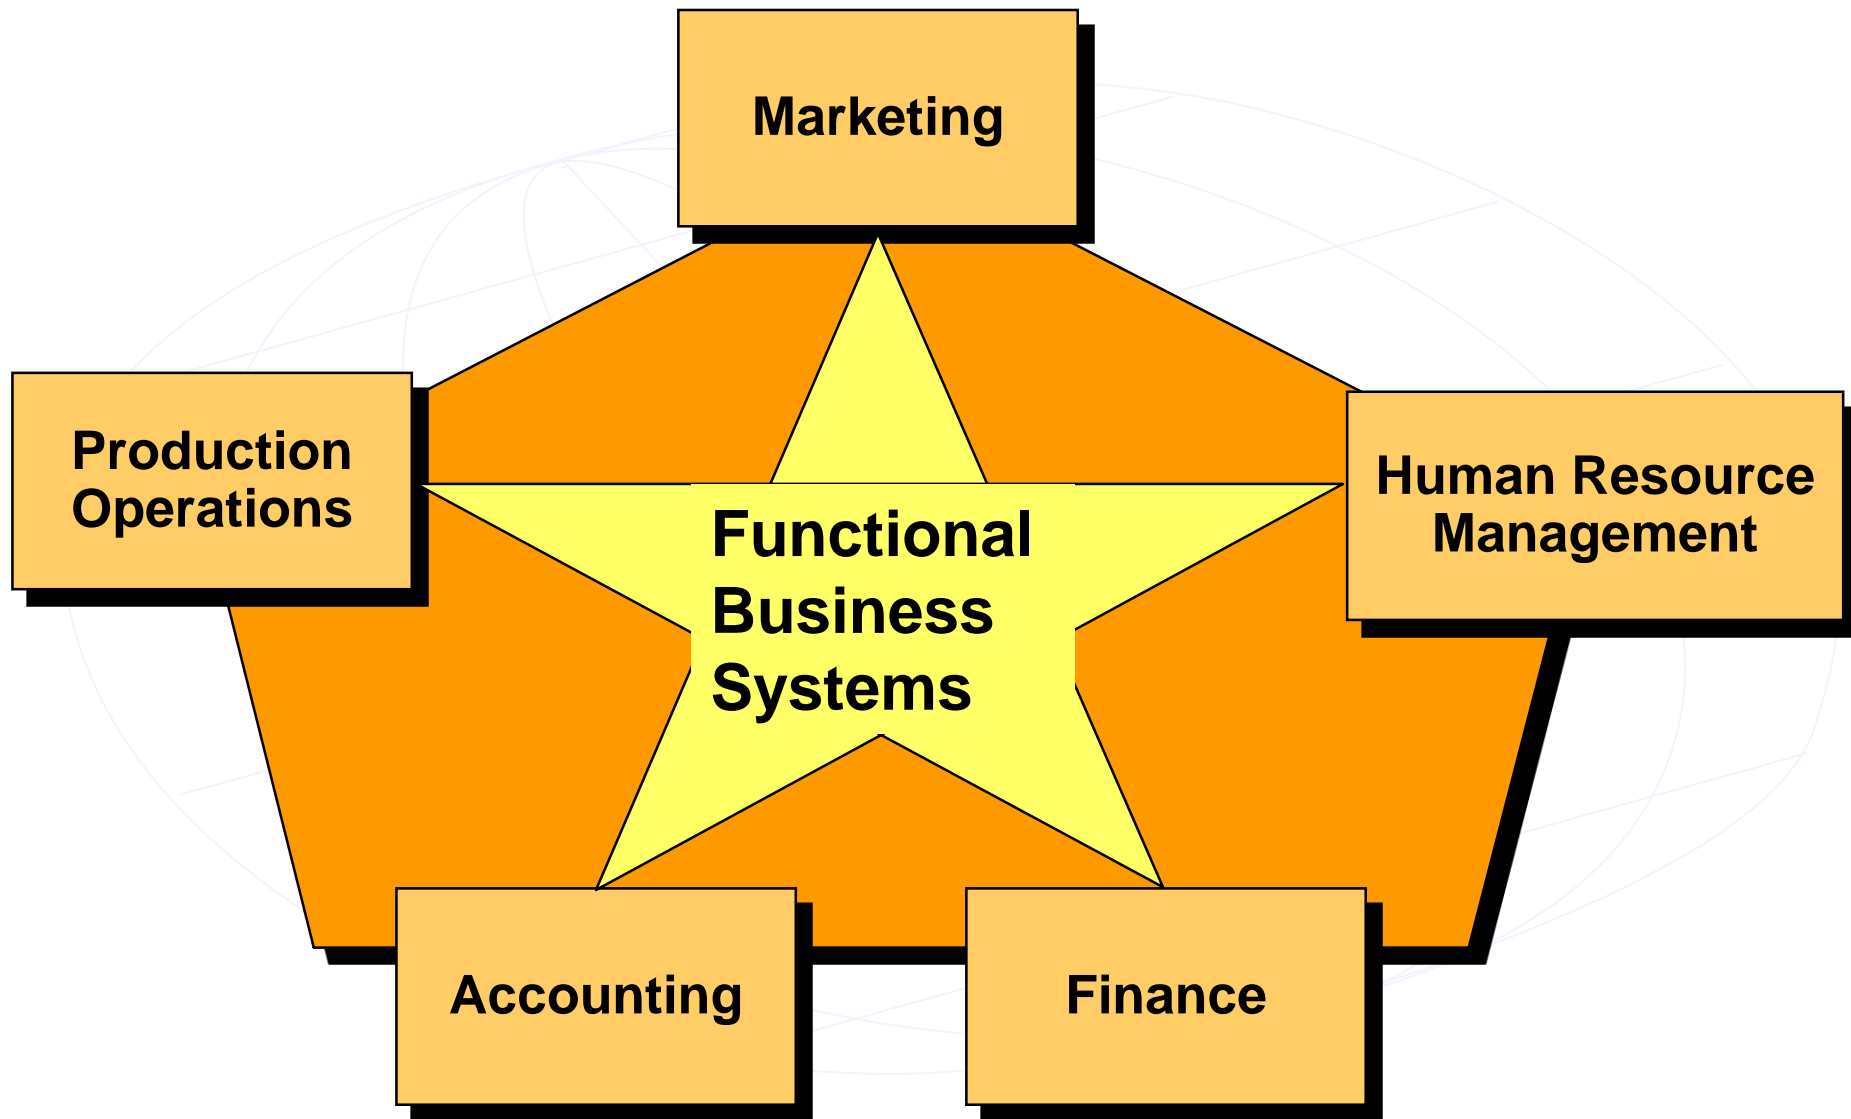 Marketing
Production
Operations
Human Resource
Management
Functional
Business
Systems
Accounting
Finance